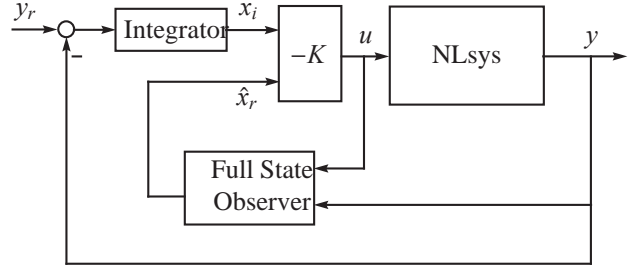 y_r
Integrator
x_i
-K
u
NLsys
y
-
x̂_r
Full State
Observer